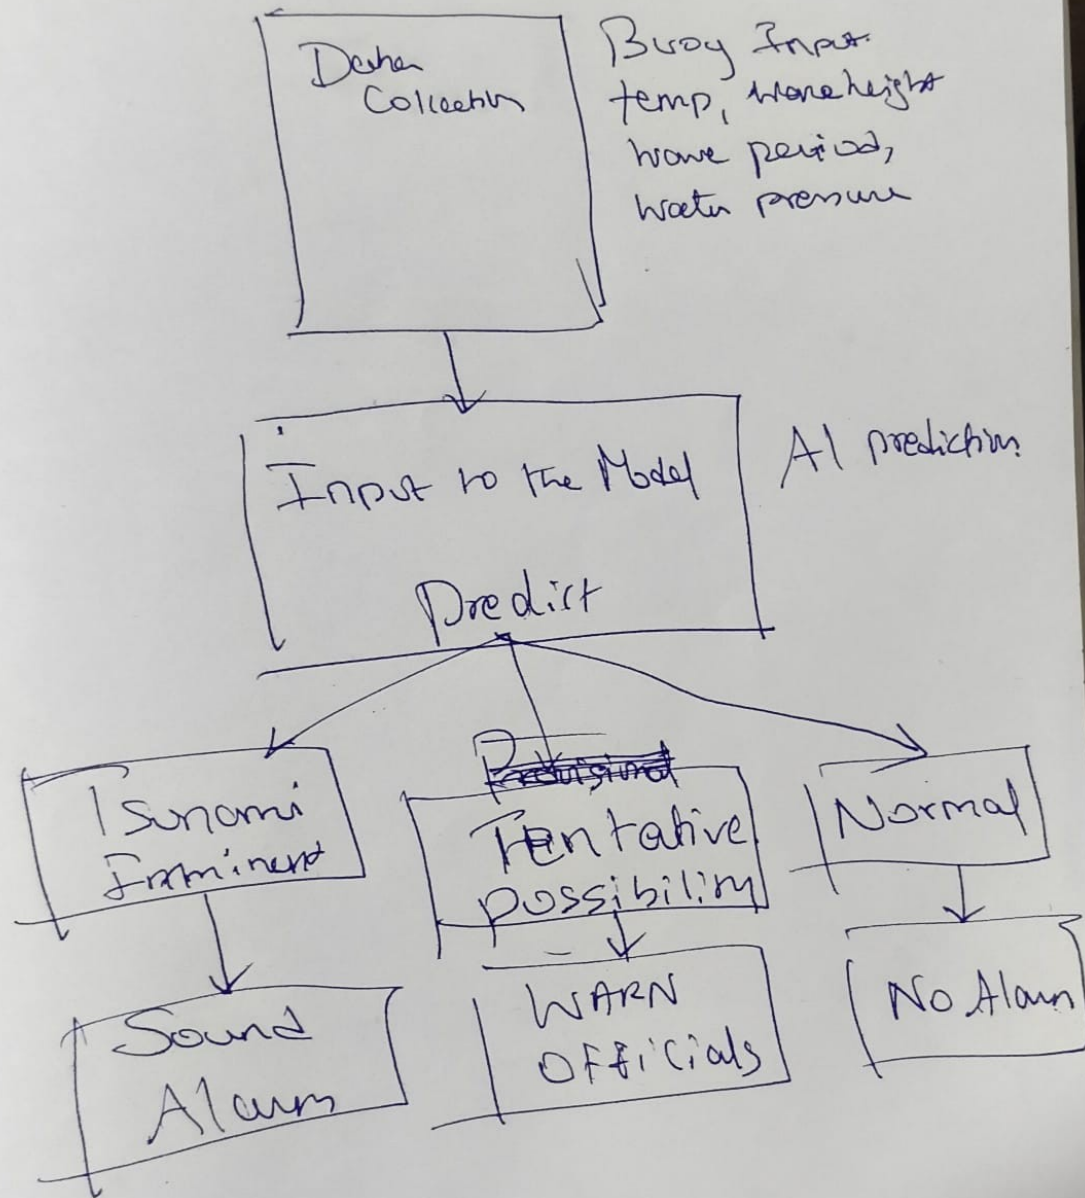 Data
Collection
Buoy Input
temp, wave height
wave period,
water pressure
Input to the Model
Predict
AI prediction
Tsunami
Imminent
Tentative
possibility
Normal
Sound
Alarm
WARN
Officials
No Alarm